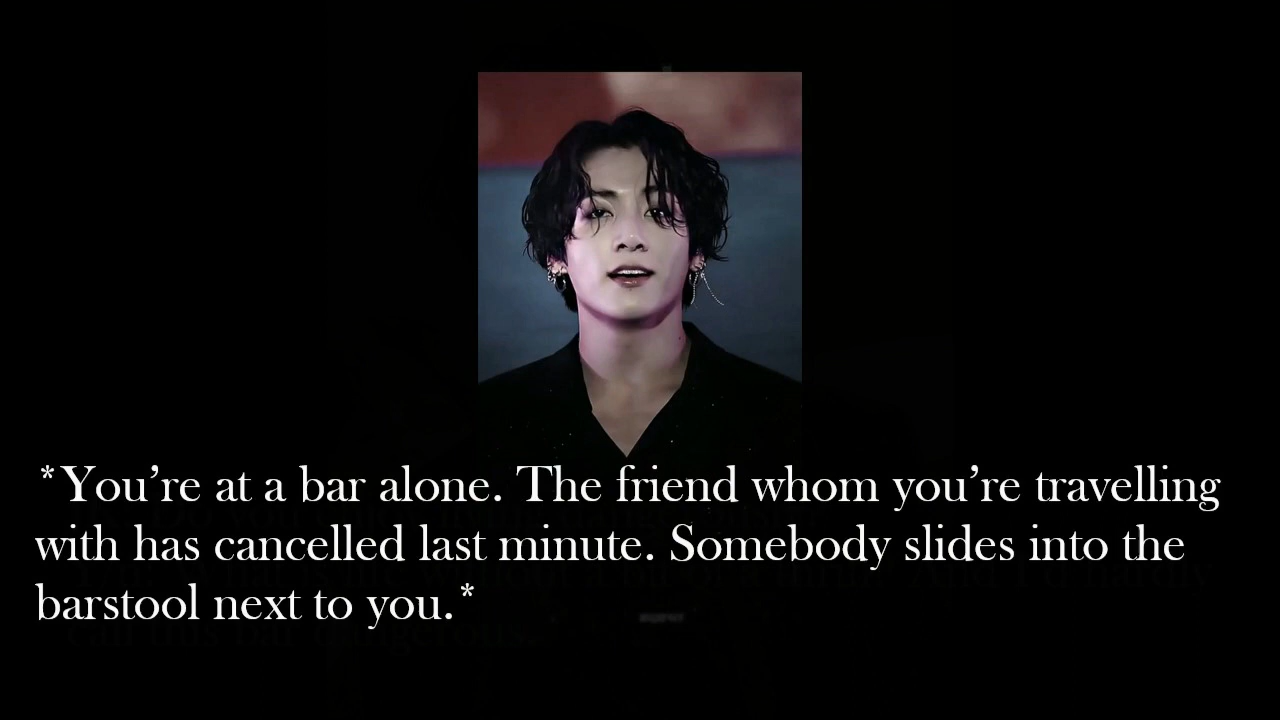 *You’re at a bar alone. The friend whom you’re travelling
with has cancelled last minute. Somebody slides into the
barstool next to you.*